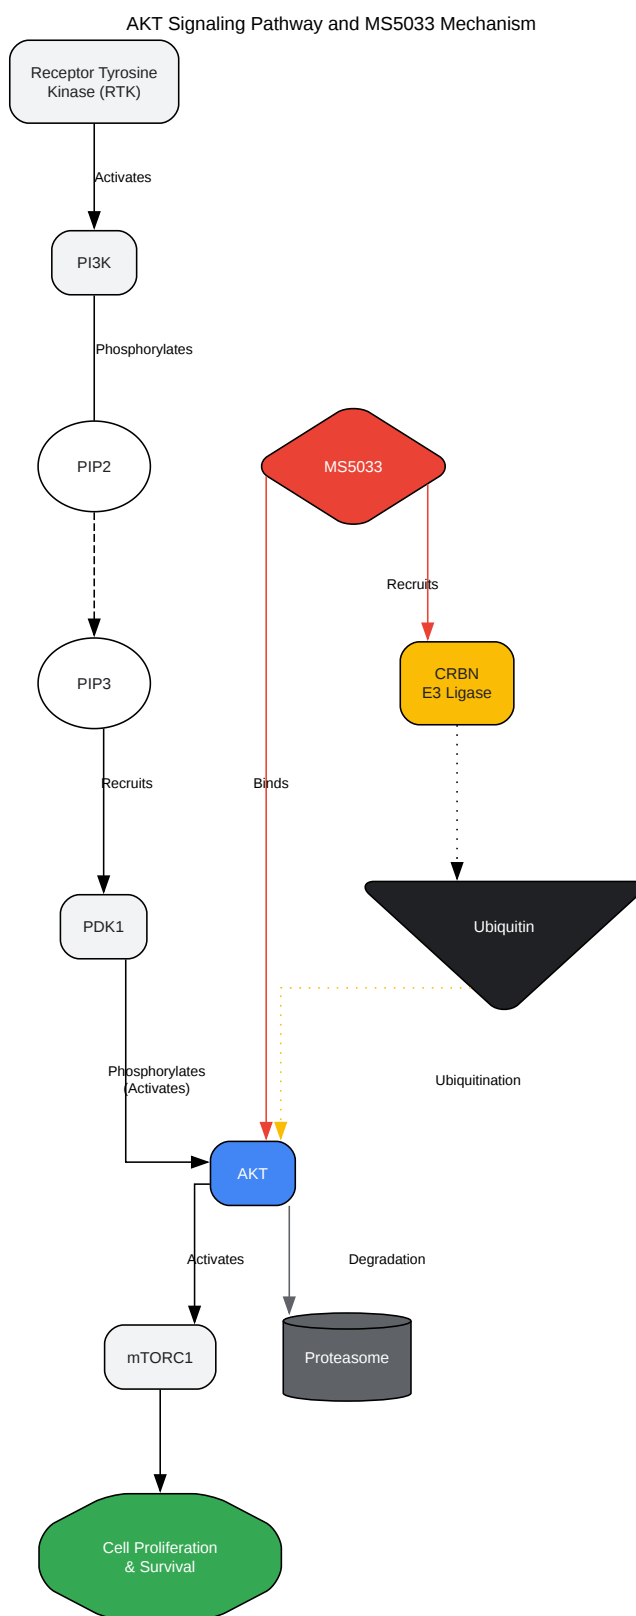 AKT Signaling Pathway and MS5033 Mechanism
Receptor Tyrosine
Kinase (RTK)
Activates
PI3K
Phosphorylates
PIP2
MS5033
Recruits
CRBN
E3 Ligase
PIP3
Recruits
Binds
PDK1
Ubiquitin
Phosphorylates
(Activates)
Ubiquitination
AKT
Activates
Degradation
mTORC1
Proteasome
Cell Proliferation
& Survival